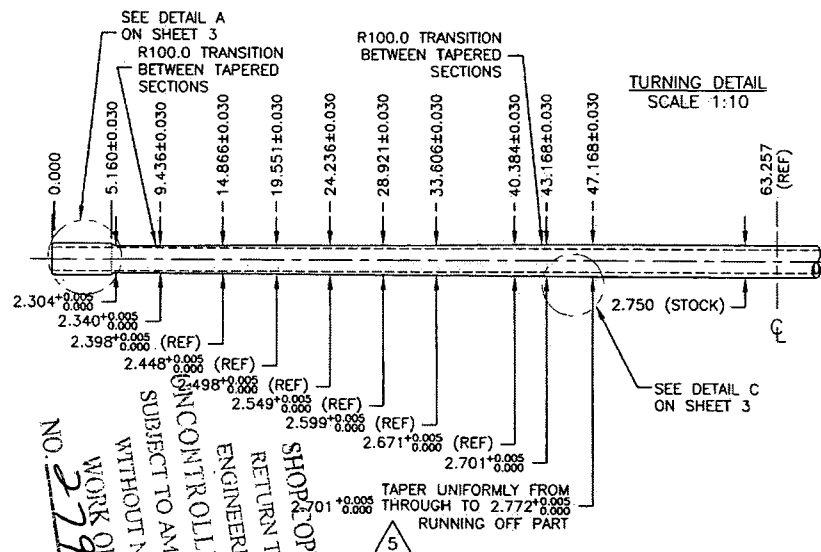 SEE DETAIL A
ON SHEET 3
R100.0 TRANSITION
BETWEEN TAPERED
SECTIONS
R100.0 TRANSITION
BETWEEN TAPERED
SECTIONS
TURNING DETAIL
SCALE 1:10
0.000
5.160±0.030
9.436±0.030
14.866±0.030
19.551±0.030
24.236±0.030
28.921±0.030
33.606±0.030
40.384±0.030
43.168±0.030
47.168±0.030
63.257
(REF)
2.304 +0.005 0.000
2.340 +0.005 0.000
2.398 +0.005 0.000 (REF)
2.448 +0.005 0.000 (REF)
2.498 +0.005 0.000 (REF)
2.549 +0.005 0.000 (REF)
2.599 +0.005 0.000 (REF)
2.671 +0.005 0.000 (REF)
2.701 +0.005 0.000
2.750 (STOCK)
℄
SEE DETAIL C
ON SHEET 3
TAPER UNIFORMLY FROM
2.701 +0.005 0.000 THROUGH TO 2.772 +0.005 0.000
RUNNING OFF PART
5
SHOP COP
RETURN T
ENGINEERI
UNCONTROLL
SUBJECT TO AM
WITHOUT N
WORK O
NO. 279